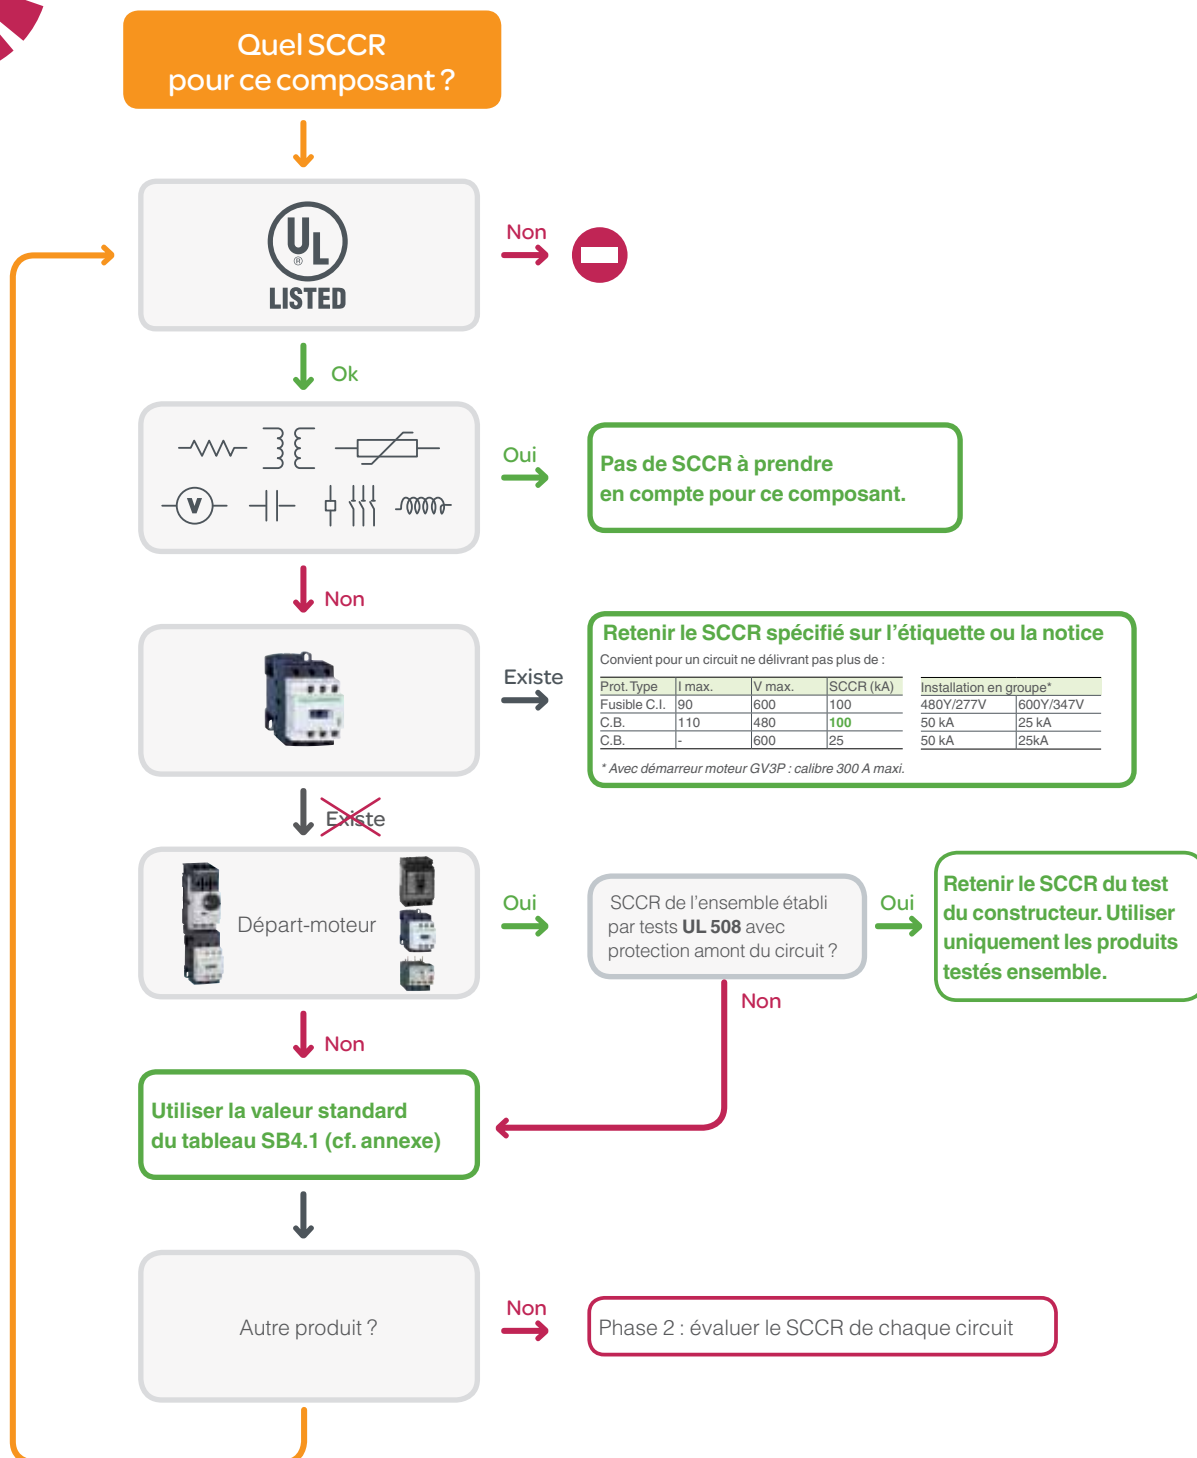 Quel SCCR
pour ce composant ?
UL
®
LISTED
Non
Ok
V
Oui
Pas de SCCR à prendre
en compte pour ce composant.
Non
Existe
Retenir le SCCR spécifié sur l’étiquette ou la notice
Convient pour un circuit ne délivrant pas plus de :
Prot. Type I max. V max. SCCR (kA) Installation en groupe*
Fusible C.I. 90 600 100 480Y/277V 600Y/347V
C.B. 110 480 100 50 kA 25 kA
C.B. - 600 25 50 kA 25kA
* Avec démarreur moteur GV3P : calibre 300 A maxi.
Existe
Départ-moteur
Oui
SCCR de l’ensemble établi
par tests UL 508 avec
protection amont du circuit ?
Oui
Retenir le SCCR du test
du constructeur. Utiliser
uniquement les produits
testés ensemble.
Non
Non
Utiliser la valeur standard
du tableau SB4.1 (cf. annexe)
Autre produit ?
Non
Phase 2 : évaluer le SCCR de chaque circuit